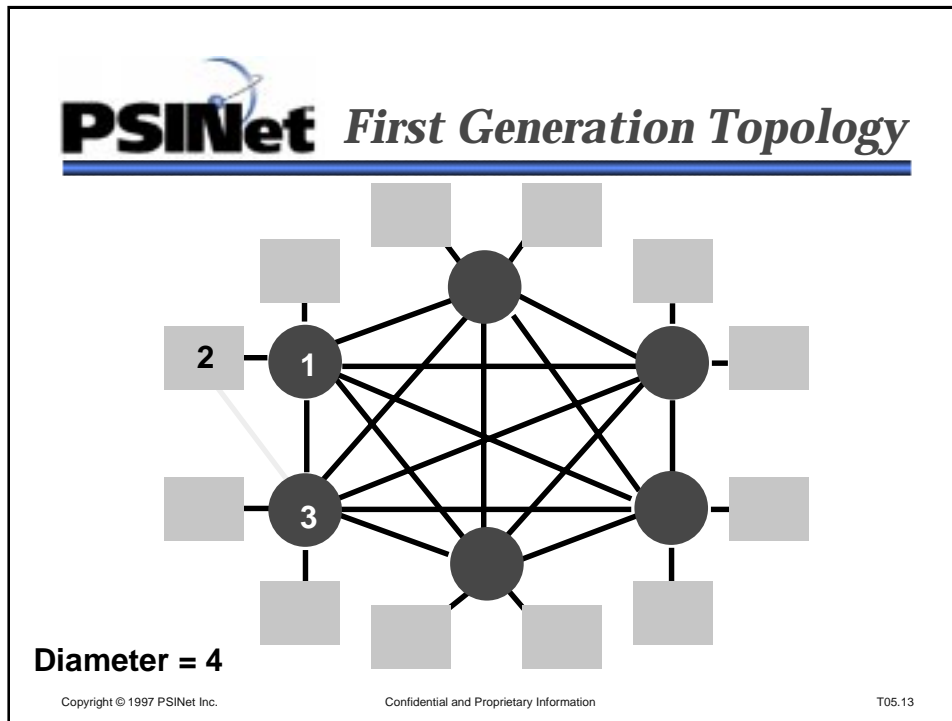 PSINet First Generation Topology
2
1
3
Diameter = 4
Copyright © 1997 PSINet Inc. Confidential and Proprietary Information T05.13